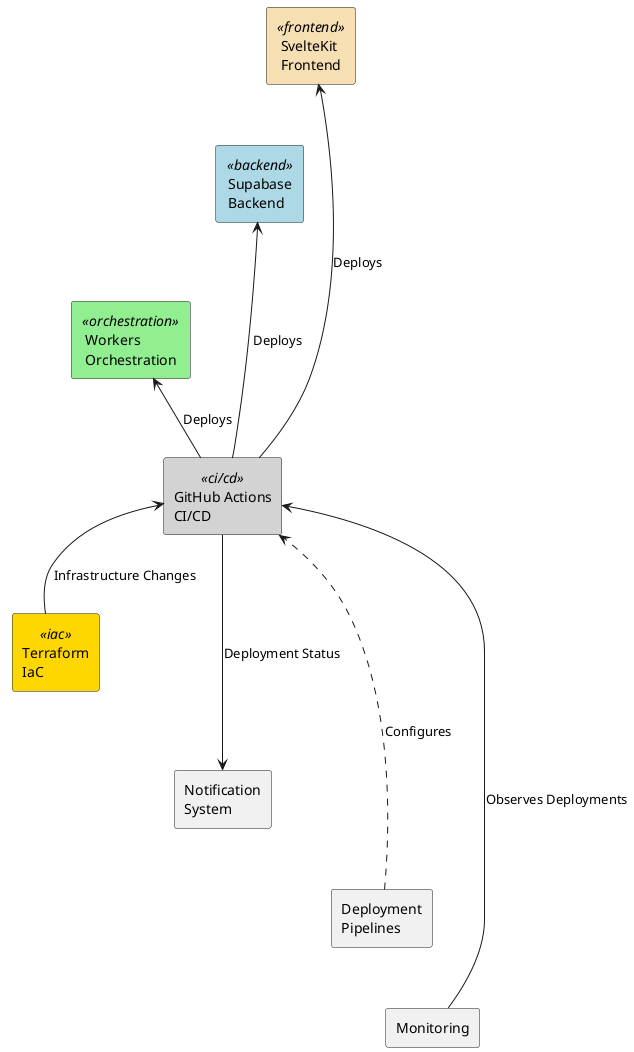 «frontend»
SvelteKit
Frontend
«backend»
Supabase
Backend
Deploys
«orchestration»
Workers
Orchestration
Deploys
Deploys
«ci/cd»
GitHub Actions
CI/CD
Infrastructure Changes
«iac»
Terraform
IaC
Deployment Status
Configures
Notification
System
Observes Deployments
Deployment
Pipelines
Monitoring